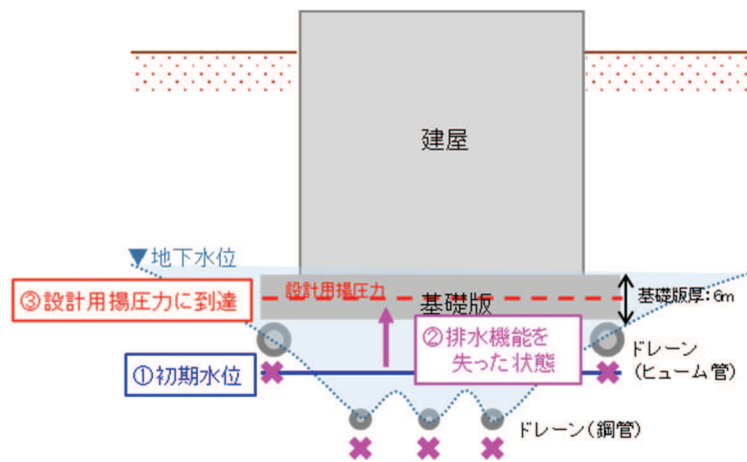 建屋
▼地下水位
設計用揚圧力
③設計用揚圧力に到達
基礎版
基礎版厚:6m
②排水機能を
失った状態
ドレーン
(ヒューム管)
①初期水位
ドレーン(鋼管)